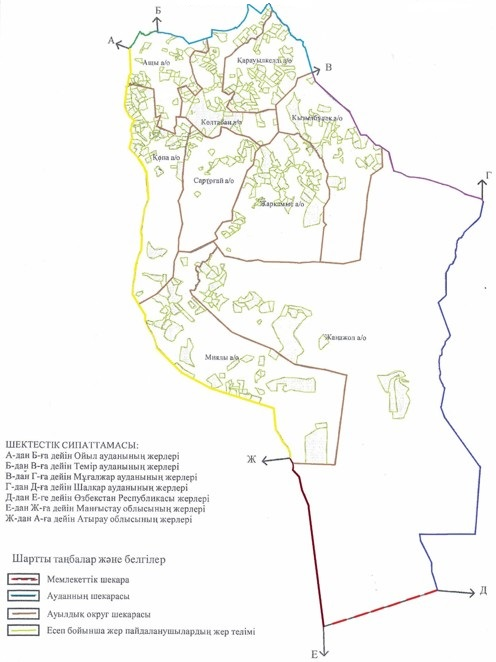 Б
А
Ащы а/о
Қарауылкелді а/о
В
Қолтабан а/о
Қызылбұлақ а/о
Қопа а/о
Сартоғай а/о
Г
Жарқамыс а/о
Жаңажол а/о
Миялы а/о
ШЕКТЕСТІК СИПАТТАМАСЫ:
А-дан Б-ға дейін Ойыл ауданының жерлері
Б-дан В-ға дейін Темір ауданының жерлері
В-дан Г-ға дейін Мұғалжар ауданының жерлері
Г-дан Д-ға дейін Шалқар ауданының жерлері
Д-дан Е-ге дейін Өзбекстан Республикасы жерлері
Е-дан Ж-ға дейін Маңғыстау облысының жерлері
Ж-дан А-ға дейін Атырау облысының жерлері
Ж
Шартты таңбалар және белгілер
Мемлекеттік шекара
Ауданның шекарасы
Ауылдық округ шекарасы
Есеп бойынша жер пайдаланушылардың жер телімі
Д
Е